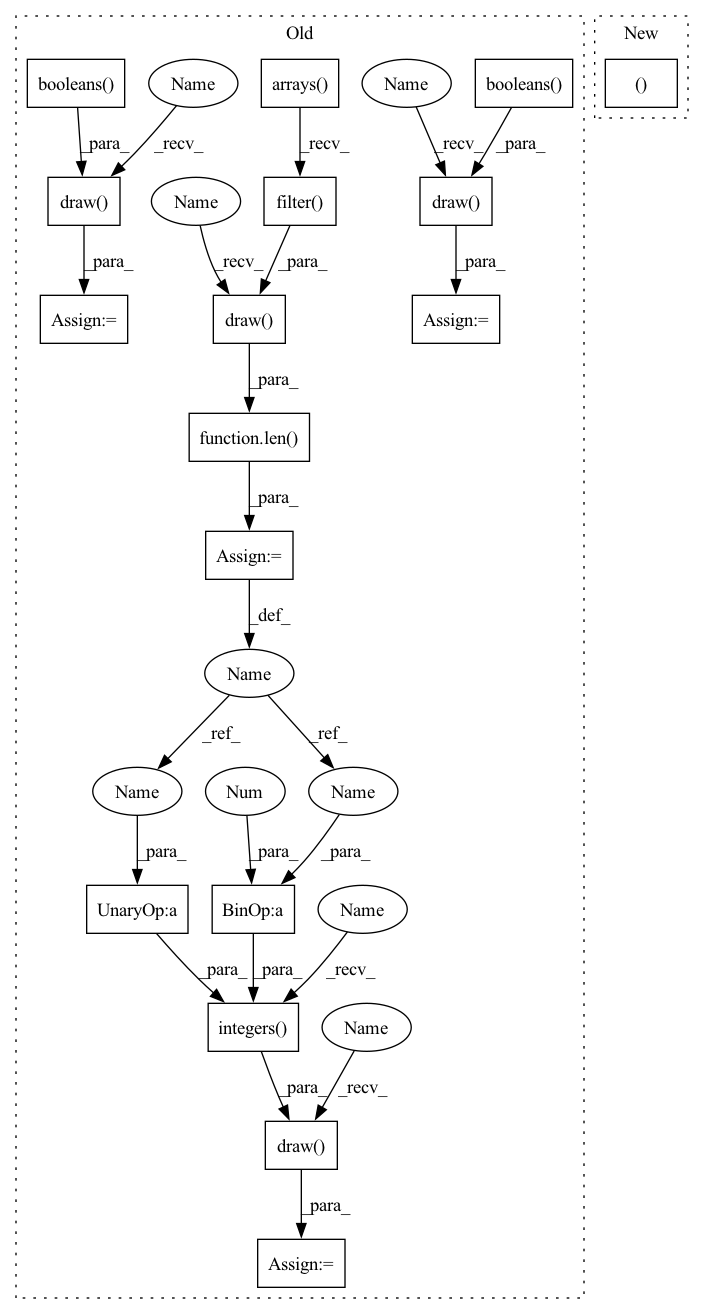 Old
New
booleans()
Name
arrays()
Name
booleans()
()
_para_
_recv_
_recv_
_recv_
_para_
draw()
Name
filter()
draw()
_para_
_recv_
_para_
_para_
Assign:=
draw()
Assign:=
_para_
function.len()
_para_
Assign:=
_def_
Name
_ref_
_ref_
Name
Num
Name
_para_
_para_
_para_
UnaryOp:a
BinOp:a
Name
_para_
_para_
_recv_
integers()
Name
_para_
_recv_
draw()
_para_
Assign:=